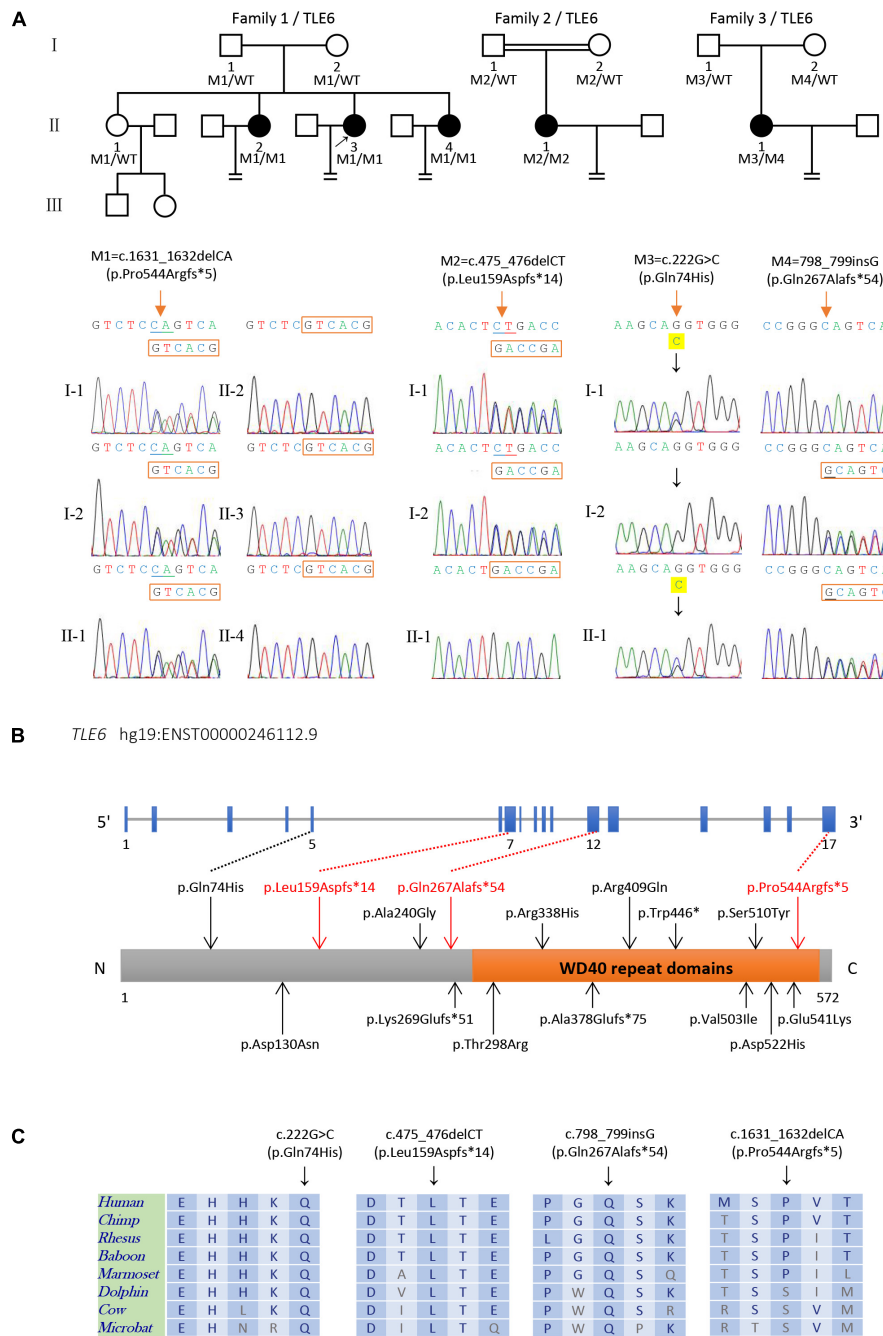 A
Family 1 / TLE6 Family 2 / TLE6 Family 3 / TLE6
I
1 2 1 2 1 2
M1/WT M1/WT M2/WT M2/WT M3/WT M4/WT
II
1 2 3 4 1 1
M1/WT M1/M1 M1/M1 M1/M1 M2/M2 M3/M4
III
M1=c.1631_1632delCA M2=c.475_476delCT M3=c.222G>C M4=798_799insG
(p.Pro544Argfs*5) (p.Leu159Aspfs*14) (p.Gln74His) (p.Gln267Alafs*54)
GTCTCCAGTCA GTCTCGTCACG ACACTCTGACC AAGCAGGTGGG CCGGGCAGTCA
GTCACG GACCGA C
I-1 II-2 I-1 I-1
GTCTCCAGTCA GTCTCGTCACG ACACTCTGACC AAGCAGGTGGG CCGGGCAGTCA
GTCACG GACCGA GCAGTC
I-2 II-3 I-2 I-2
GTCTCCAGTCA GTCTCGTCACG ACACTGACCGA AAGCAGGTGGG CCGGGCAGTCA
GTCACG C GCAGTC
II-1 II-4 II-1 II-1
B
TLE6 hg19:ENST00000246112.9
5' 3'
1 5 7 12 17
p.Gln74His p.Leu159Aspfs*14 p.Gln267Alafs*54 p.Arg409Gln p.Pro544Argfs*5
p.Ala240Gly p.Arg338His p.Trp446* p.Ser510Tyr
N WD40 repeat domains C
1 572
p.Lys269Glufs*51 p.Ala378Glufs*75 p.Val503Ile p.Glu541Lys
p.Asp130Asn p.Thr298Arg p.Asp522His
C
c.222G>C c.475_476delCT c.798_799insG c.1631_1632delCA
(p.Gln74His) (p.Leu159Aspfs*14) (p.Gln267Alafs*54) (p.Pro544Argfs*5)
Human E H H K Q D T L T E P G Q S K M S P V T
Chimp E H H K Q D T L T E P G Q S K T S P V T
Rhesus E H H K Q D T L T E L G Q S K T S P I T
Baboon E H H K Q D T L T E P G Q S K T S P I T
Marmoset E H H K Q D A L T E P G Q S Q T S P I L
Dolphin E H H K Q D V L T E P W Q S K T S S I M
Cow E H L K Q D I L T E P W Q S R R S S V M
Microbat E H N R Q D I L T Q P W Q P K R T S V M